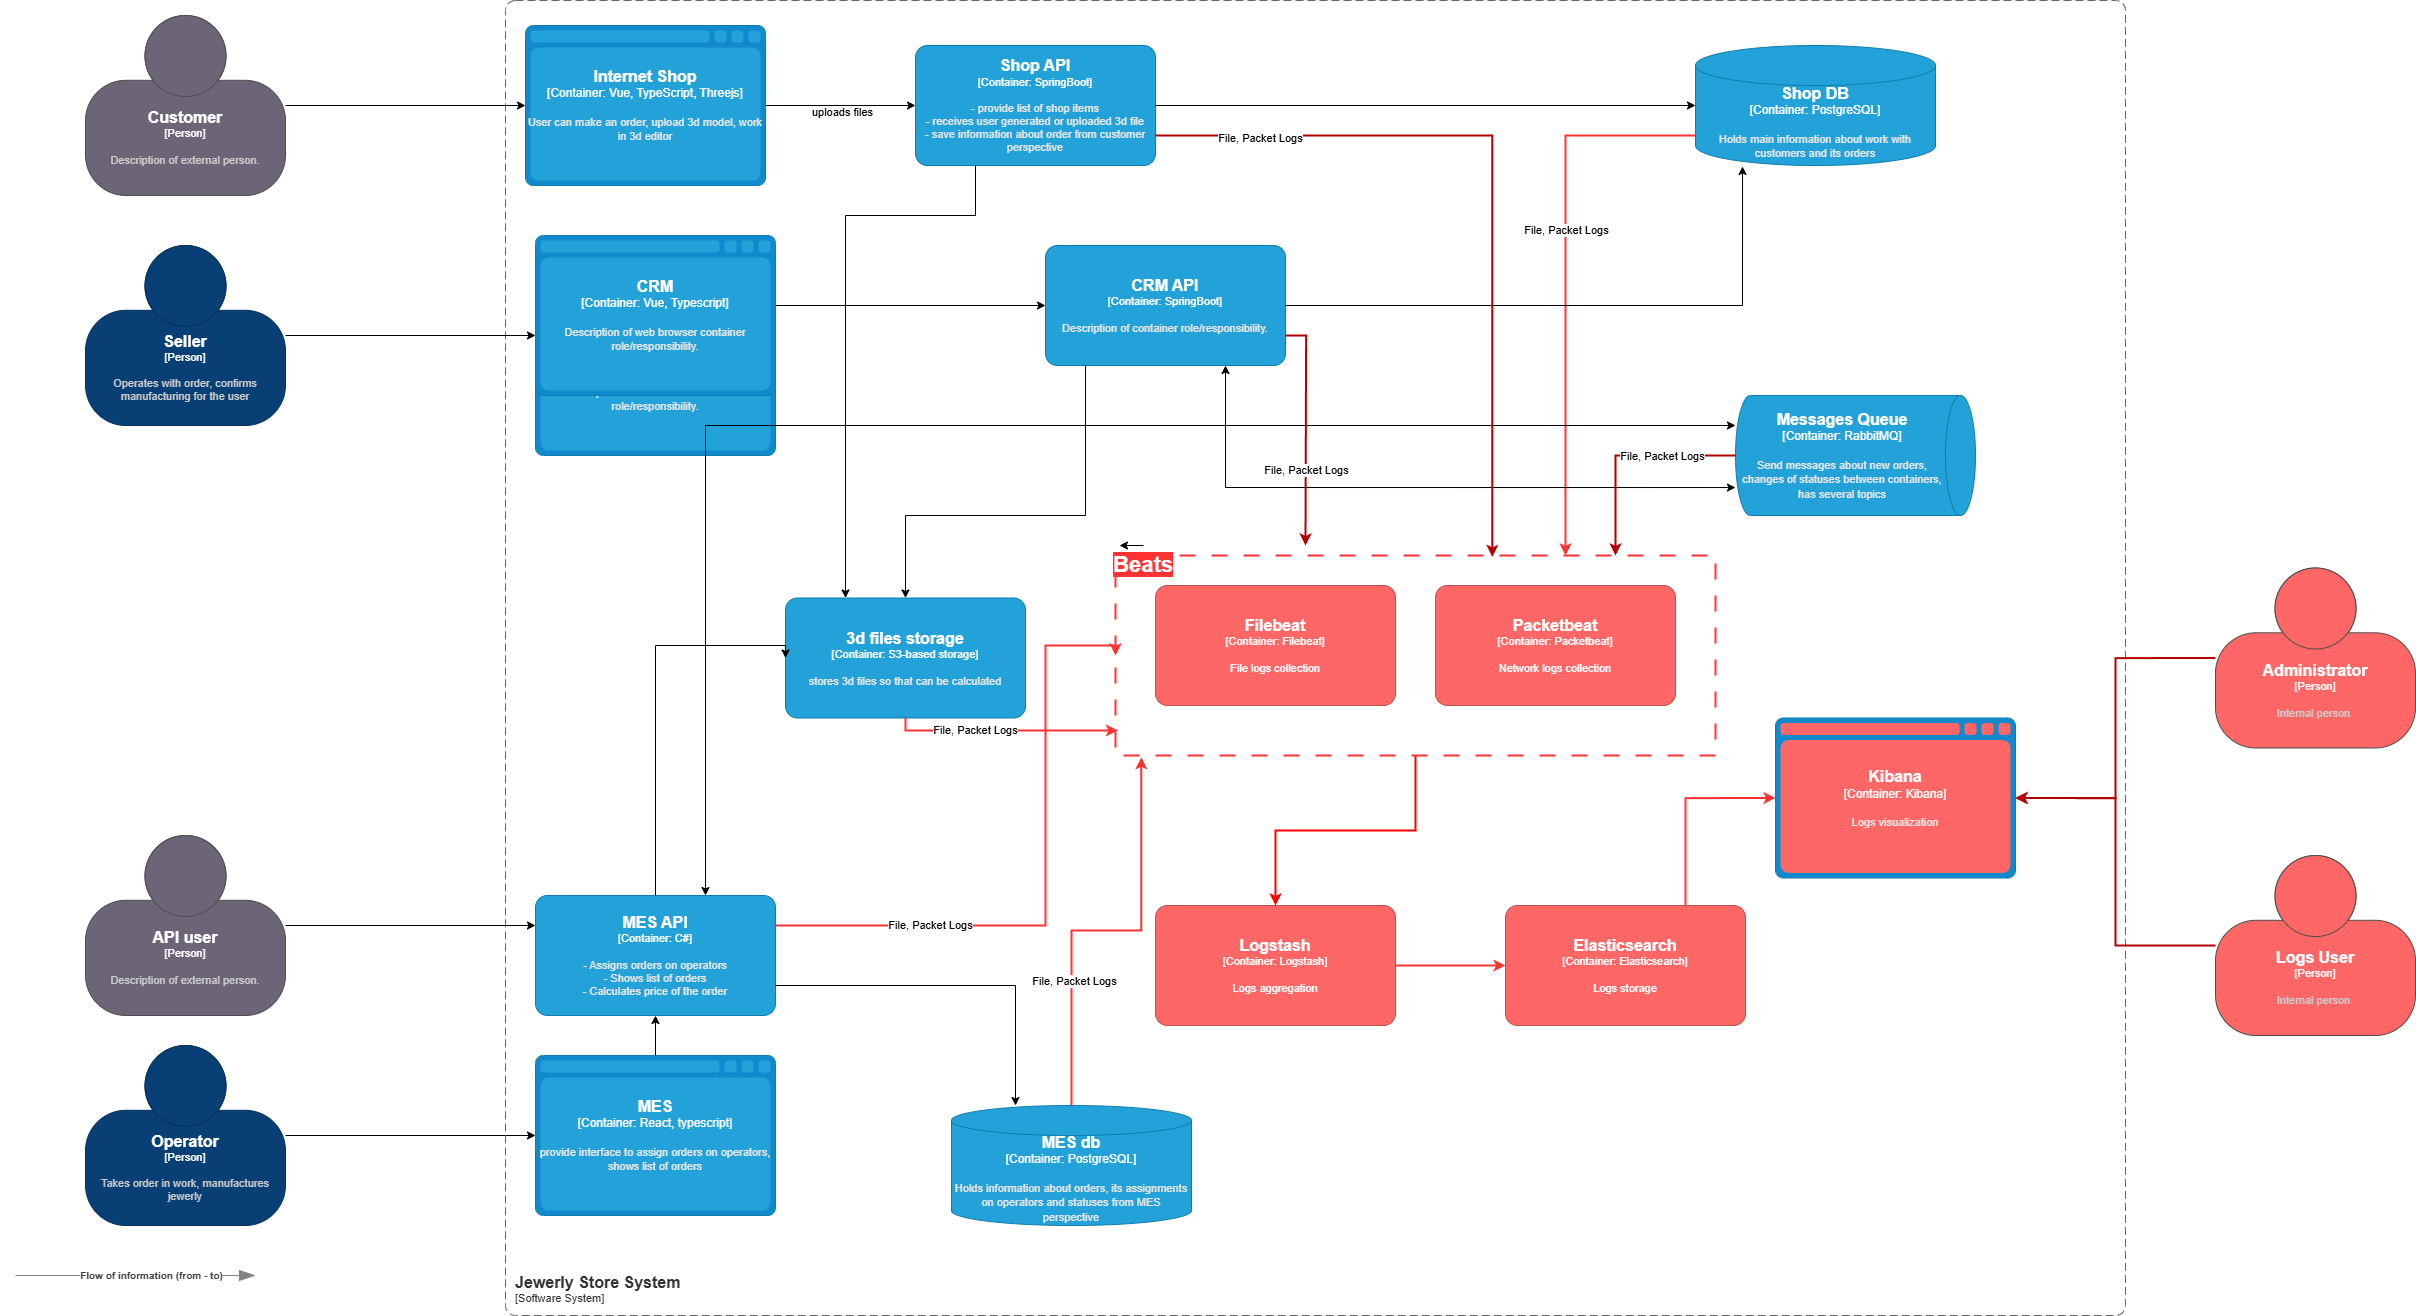 Customer
[Person]
Description of external person.
Internet Shop
[Container: Vue, TypeScript, Threejs]
User can make an order, upload 3d model, work
in 3d editor
uploads files
Shop API
[Container: SpringBoot]
- provide list of shop items
- receives user generated or uploaded 3d file
- save information about order from customer
perspective
File, Packet Logs
Shop DB
[Container: PostgreSQL]
Holds main information about work with
customers and its orders
File, Packet Logs
Seller
[Person]
Operates with order, confirms
manufacturing for the user
CRM
[Container: Vue, Typescript]
Description of web browser container
role/responsibility.
role/responsibility.
CRM API
[Container: SpringBoot]
Description of container role/responsibility.
File, Packet Logs
Messages Queue
[Container: RabbitMQ]
Send messages about new orders,
changes of statuses between containers,
has several topics
File, Packet Logs
Beats
Filebeat
[Container: Filebeat]
File logs collection
Packetbeat
[Container: Packetbeat]
Network logs collection
3d files storage
[Container: S3-based storage]
stores 3d files so that can be calculated
File, Packet Logs
Administrator
[Person]
Internal person.
Kibana
[Container: Kibana]
Logs visualization
API user
[Person]
Description of external person.
MES API
[Container: C#]
- Assigns orders on operators
- Shows list of orders
- Calculates price of the order
File, Packet Logs
File, Packet Logs
Logstash
[Container: Logstash]
Logs aggregation
Elasticsearch
[Container: Elasticsearch]
Logs storage
Logs User
[Person]
Internal person.
Operator
[Person]
Takes order in work, manufactures
jewerly
MES
[Container: React, typescript]
provide interface to assign orders on operators,
shows list of orders
MES db
[Container: PostgreSQL]
Holds information about orders, its assignments
on operators and statuses from MES
perspective
Flow of information (from - to)
Jewerly Store System
[Software System]